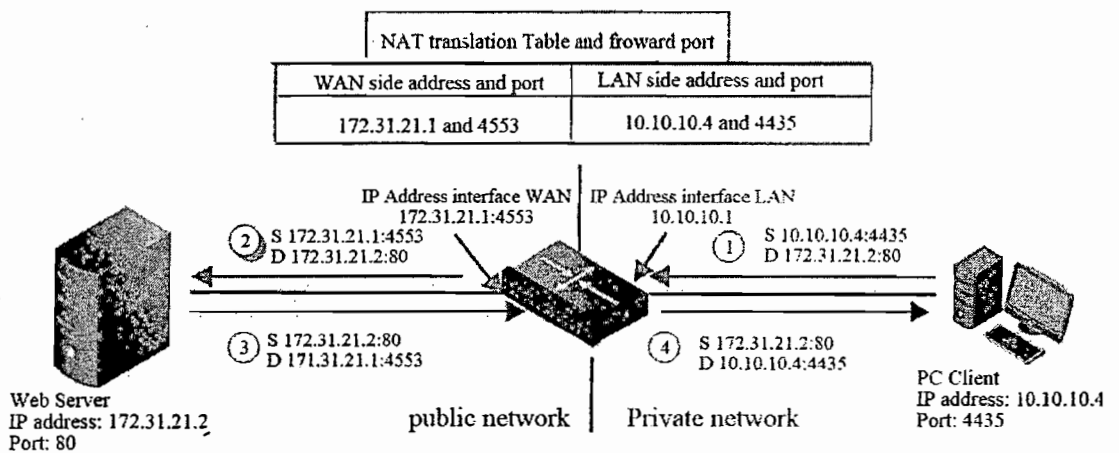 NAT translation Table and froward port
WAN side address and port
LAN side address and port
172.31.21.1 and 4553
10.10.10.4 and 4435
IP Address interface WAN
172.31.21.1:4553
IP Address interface LAN
10.10.10.1
2
S 172.31.21.1:4553
D 172.31.21.2:80
1
S 10.10.10.4:4435
D 172.31.21.2:80
3
S 172.31.21.2:80
D 171.31.21.1:4553
4
S 172.31.21.2:80
D 10.10.10.4:4435
Web Server
IP address: 172.31.21.2
Port: 80
public network
Private network
PC Client
IP address: 10.10.10.4
Port: 4435